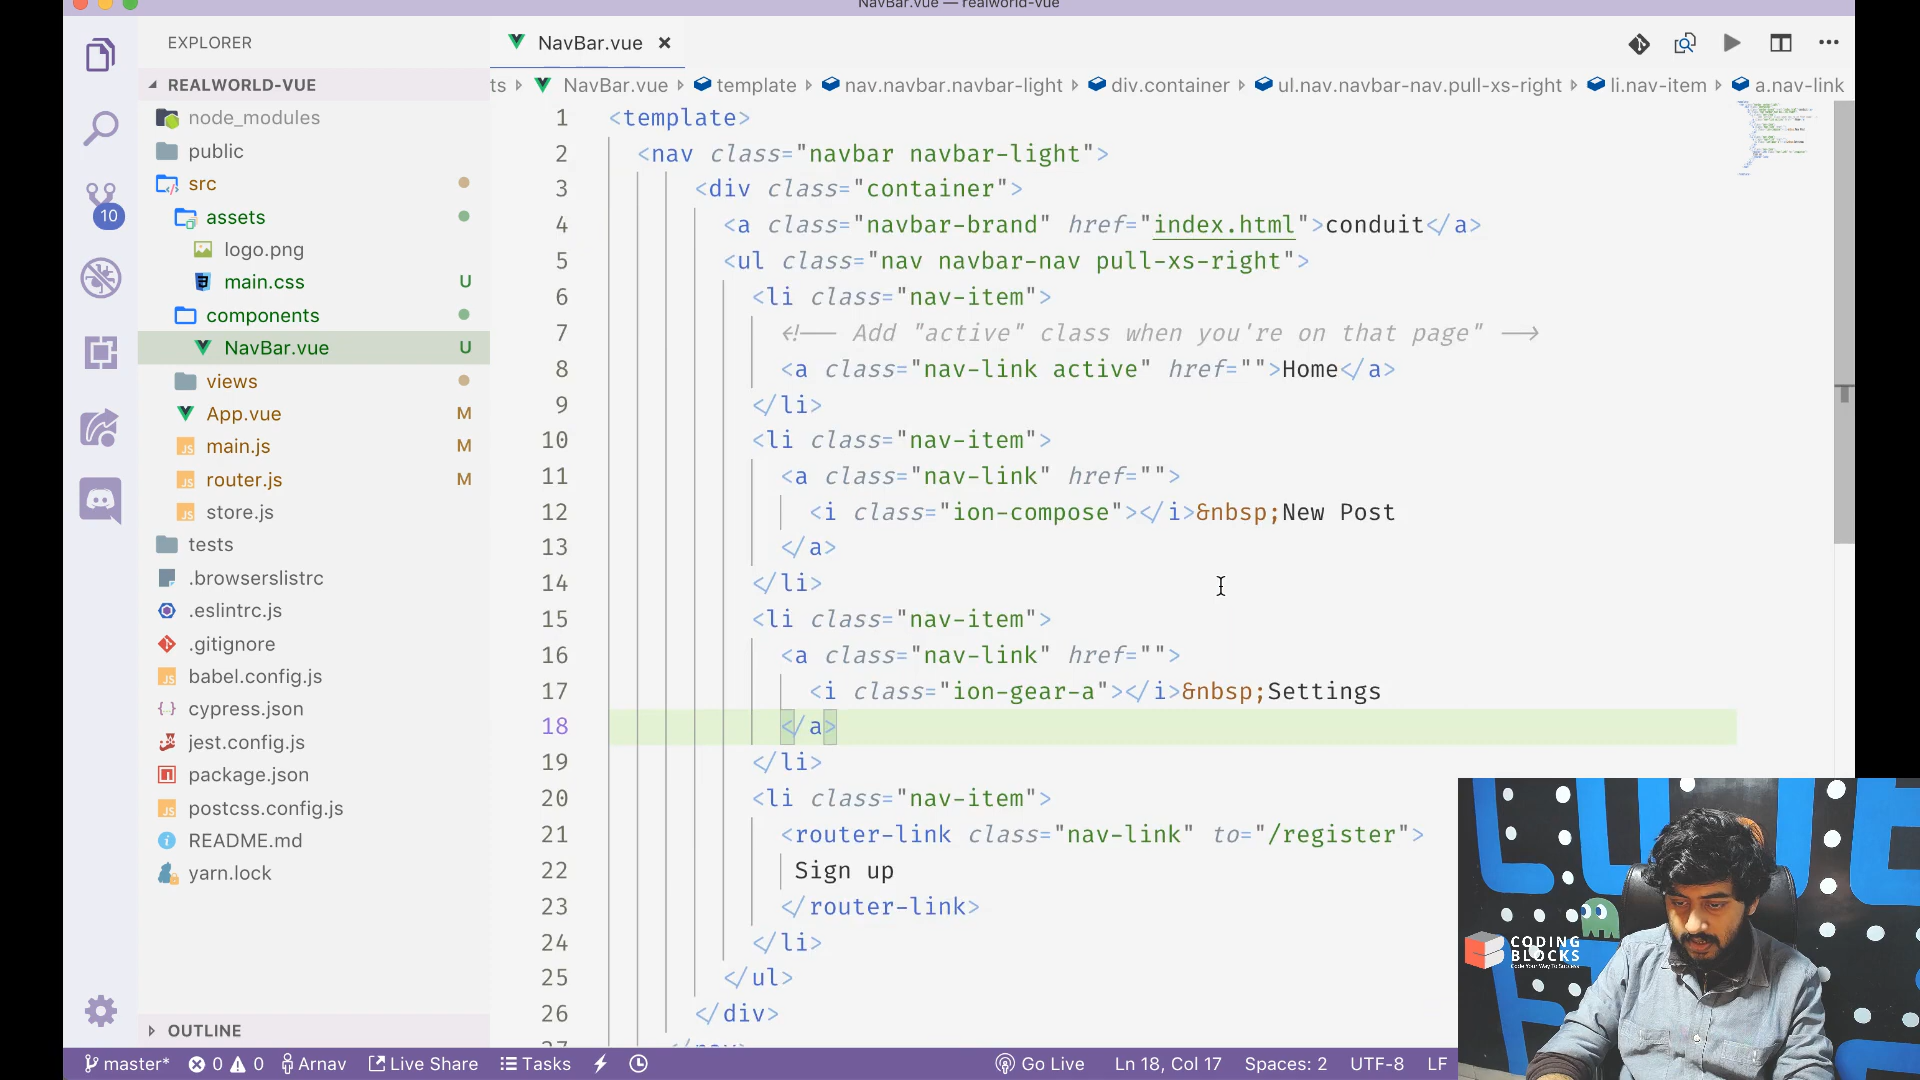 NavBar.vue — realworld-vue
EXPLORER
NavBar.vue
REALWORLD-VUE
ts › NavBar.vue › template › nav.navbar.navbar-light › div.container › ul.nav.navbar-nav.pull-xs-right › li.nav-item › a.nav-link
node_modules
public
src
assets
logo.png
main.css U
components
NavBar.vue U
views
App.vue M
main.js M
router.js M
store.js
tests
.browserslistrc
.eslintrc.js
.gitignore
babel.config.js
cypress.json
jest.config.js
package.json
postcss.config.js
README.md
yarn.lock
OUTLINE
10
1 <template>
2 <nav class="navbar navbar-light">
3 <div class="container">
4 <a class="navbar-brand" href="index.html">conduit</a>
5 <ul class="nav navbar-nav pull-xs-right">
6 <li class="nav-item">
7 <!-- Add "active" class when you're on that page" -->
8 <a class="nav-link active" href="">Home</a>
9 </li>
10 <li class="nav-item">
11 <a class="nav-link" href="">
12 <i class="ion-compose"></i>&nbsp;New Post
13 </a>
14 </li>
15 <li class="nav-item">
16 <a class="nav-link" href="">
17 <i class="ion-gear-a"></i>&nbsp;Settings
18 </a>
19 </li>
20 <li class="nav-item">
21 <router-link class="nav-link" to="/register">
22 Sign up
23 </router-link>
24 </li>
25 </ul>
26 </div>
CODING
BLOCKS
Code Your Way To Success
master* 0 0 Arnav Live Share Tasks Go Live Ln 18, Col 17 Spaces: 2 UTF-8 LF